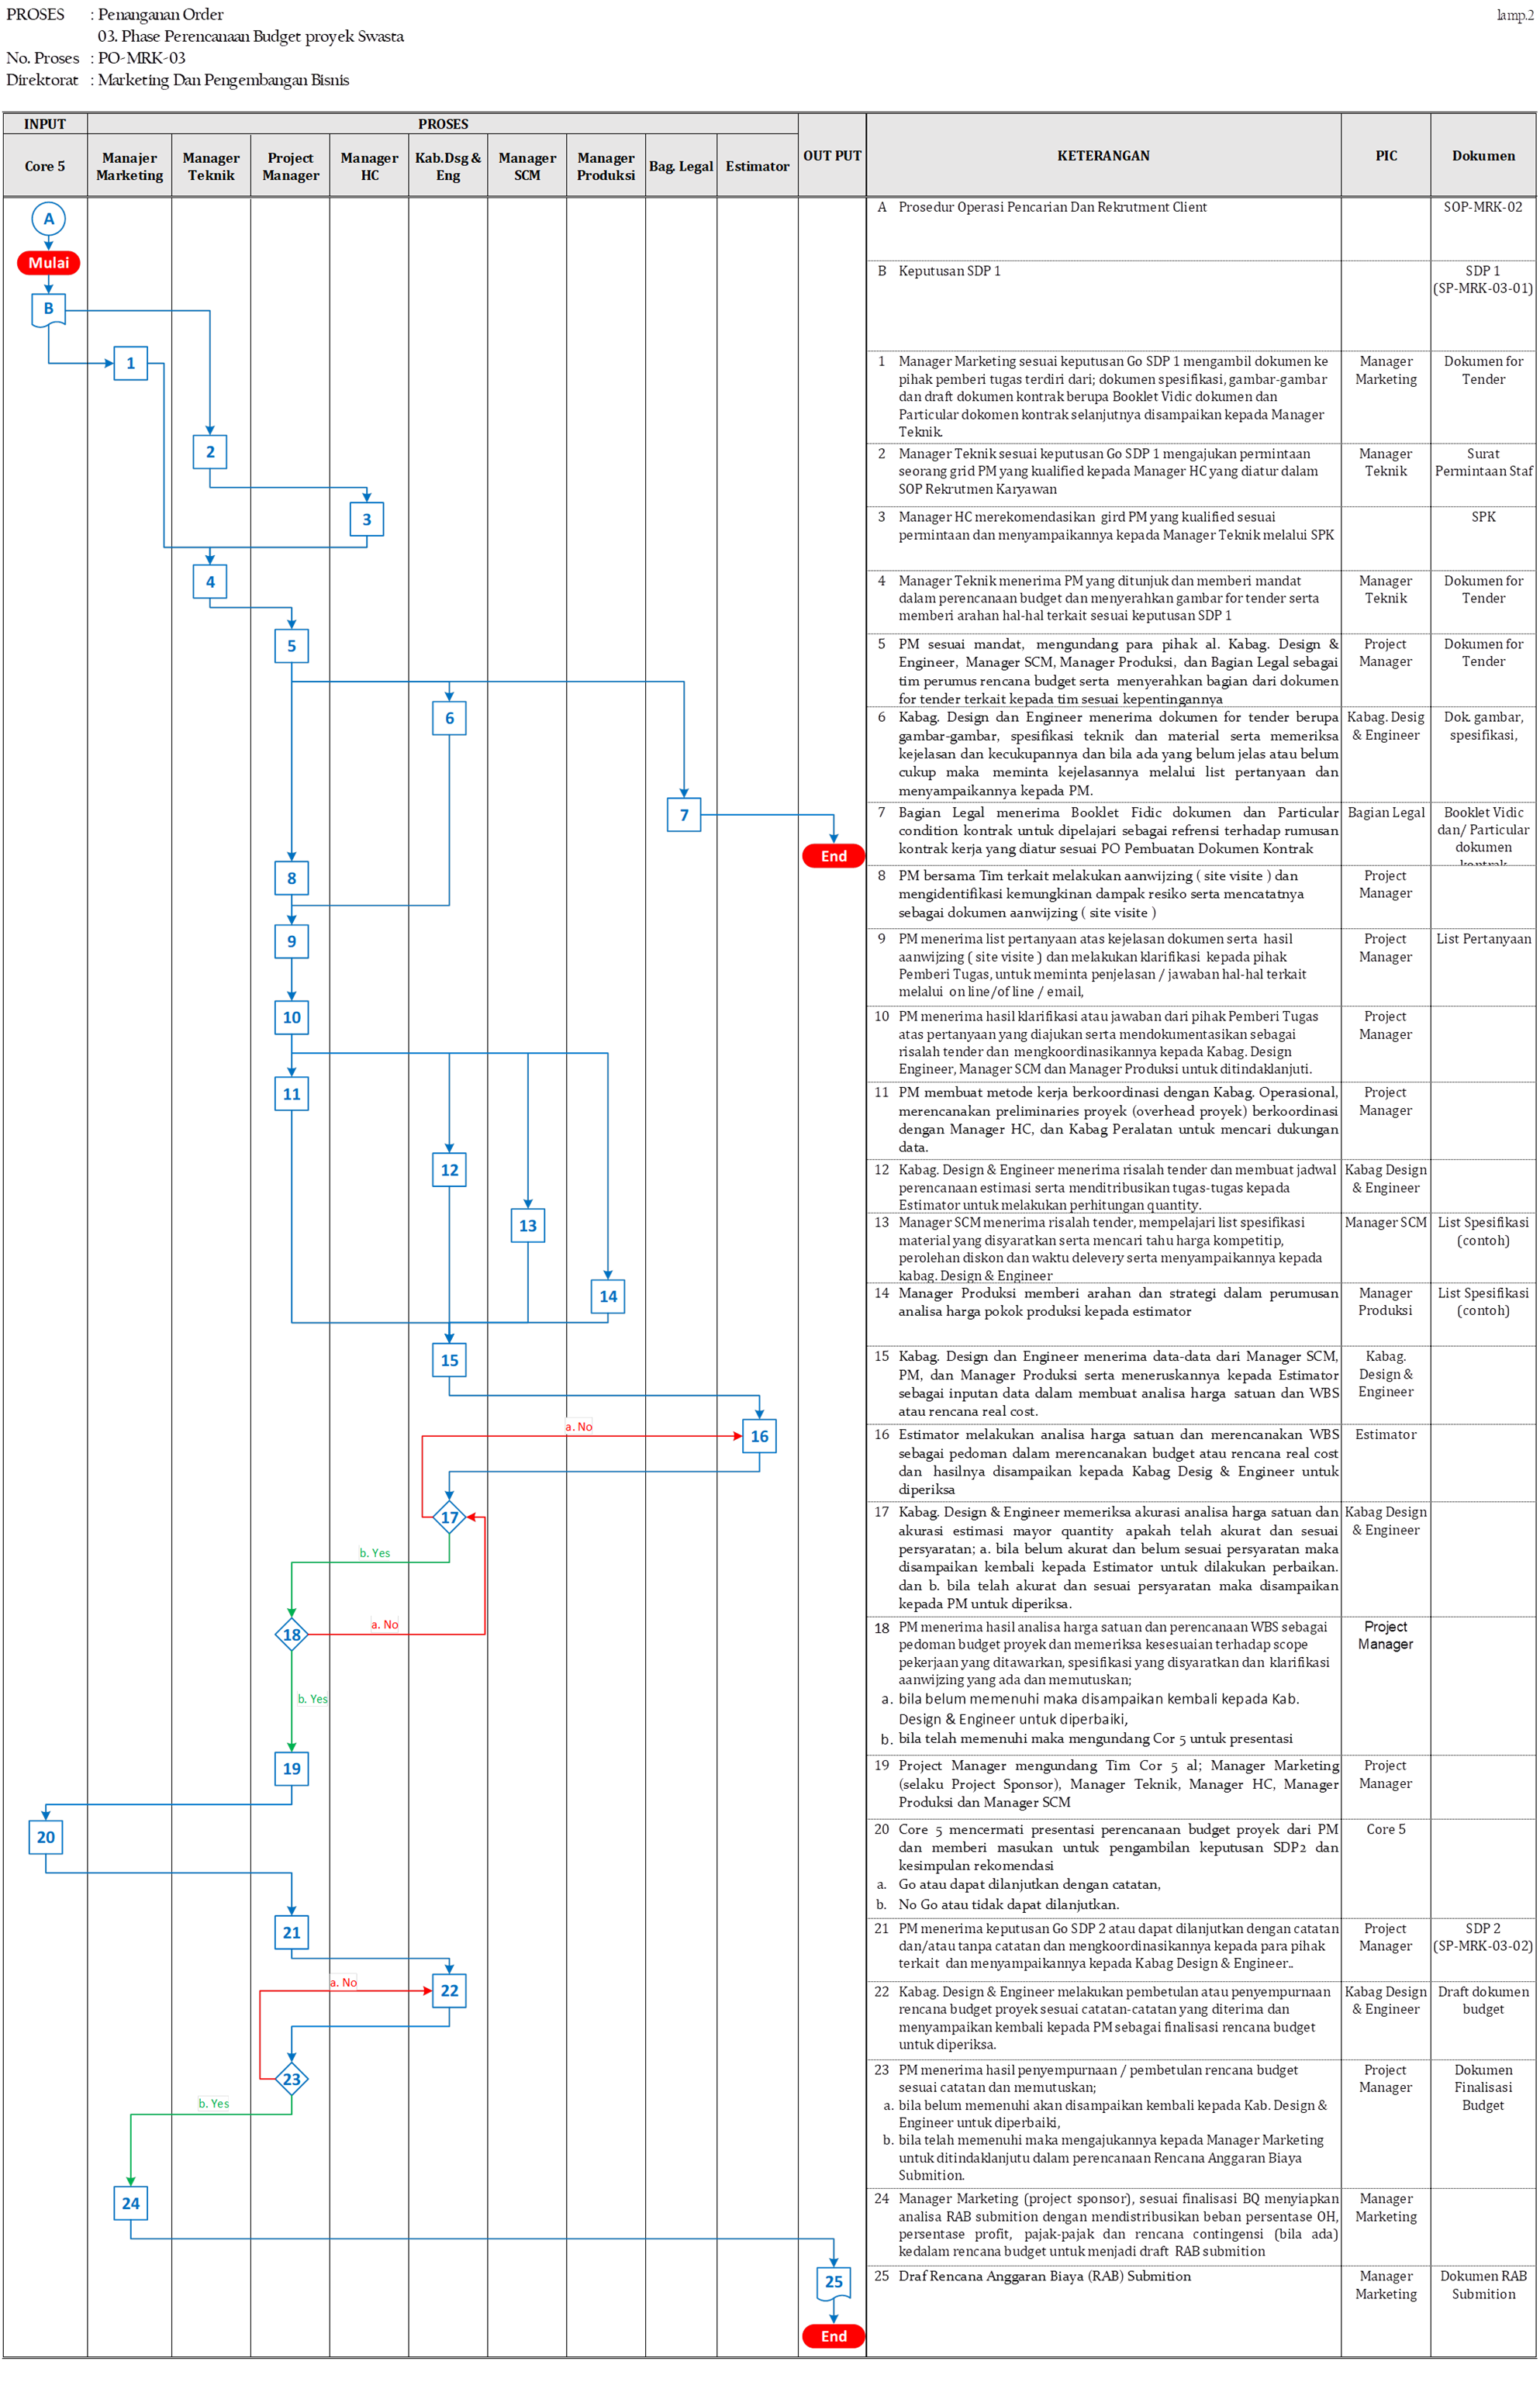 PROSES : Penanganan Order
lamp.2
03. Phase Perencanaan Budget proyek Swasta
No. Proses : PO-MRK-03
Direktorat : Marketing Dan Pengembangan Bisnis
INPUT PROSES OUT PUT KETERANGAN PIC Dokumen
Core 5
Manajer Marketing
Manager Teknik
Project Manager
Manager HC
Kab.Dsg & Eng
Manager SCM
Manager Produksi
Bag. Legal
Estimator
A
Mulai
B
1
2
3
4
5
6
7
End
8
9
10
11
12
13
14
15
a. No
16
17
b. Yes
a. No
18
b. Yes
19
20
21
a. No
22
23
b. Yes
24
25
End
A Prosedur Operasi Pencarian Dan Rekrutment Client
SOP-MRK-02
B Keputusan SDP 1
SDP 1
(SP-MRK-03-01)
1 Manager Marketing sesuai keputusan Go SDP 1 mengambil dokumen ke
pihak pemberi tugas terdiri dari; dokumen spesifikasi, gambar-gambar
dan draft dokumen kontrak berupa Booklet Vidic dokumen dan
Particular dokomen kontrak selanjutnya disampaikan kepada Manager
Teknik.
Manager
Marketing
Dokumen for
Tender
2 Manager Teknik sesuai keputusan Go SDP 1 mengajukan permintaan
seorang grid PM yang kualified kepada Manager HC yang diatur dalam
SOP Rekrutmen Karyawan
Manager
Teknik
Surat
Permintaan Staf
3 Manager HC merekomendasikan gird PM yang kualified sesuai
permintaan dan menyampaikannya kepada Manager Teknik melalui SPK
SPK
4 Manager Teknik menerima PM yang ditunjuk dan memberi mandat
dalam perencanaan budget dan menyerahkan gambar for tender serta
memberi arahan hal-hal terkait sesuai keputusan SDP 1
Manager
Teknik
Dokumen for
Tender
5 PM sesuai mandat, mengundang para pihak al. Kabag. Design &
Engineer, Manager SCM, Manager Produksi, dan Bagian Legal sebagai
tim perumus rencana budget serta menyerahkan bagian dari dokumen
for tender terkait kepada tim sesuai kepentingannya
Project
Manager
Dokumen for
Tender
6 Kabag. Design dan Engineer menerima dokumen for tender berupa
gambar-gambar, spesifikasi teknik dan material serta memeriksa
kejelasan dan kecukupannya dan bila ada yang belum jelas atau belum
cukup maka meminta kejelasannya melalui list pertanyaan dan
menyampaikannya kepada PM.
Kabag. Desig
& Engineer
Dok. gambar,
spesifikasi,
7 Bagian Legal menerima Booklet Fidic dokumen dan Particular
condition kontrak untuk dipelajari sebagai refrensi terhadap rumusan
kontrak kerja yang diatur sesuai PO Pembuatan Dokumen Kontrak
Bagian Legal
Booklet Vidic
dan/ Particular
dokumen
kontrak
8 PM bersama Tim terkait melakukan aanwijzing ( site visite ) dan
mengidentifikasi kemungkinan dampak resiko serta mencatatnya
sebagai dokumen aanwijzing ( site visite )
Project
Manager
9 PM menerima list pertanyaan atas kejelasan dokumen serta hasil
aanwijzing ( site visite ) dan melakukan klarifikasi kepada pihak
Pemberi Tugas, untuk meminta penjelasan / jawaban hal-hal terkait
melalui on line/of line / email,
Project
Manager
List Pertanyaan
10 PM menerima hasil klarifikasi atau jawaban dari pihak Pemberi Tugas
atas pertanyaan yang diajukan serta mendokumentasikan sebagai
risalah tender dan mengkoordinasikannya kepada Kabag. Design
Engineer, Manager SCM dan Manager Produksi untuk ditindaklanjuti.
Project
Manager
11 PM membuat metode kerja berkoordinasi dengan Kabag. Operasional,
merencanakan preliminaries proyek (overhead proyek) berkoordinasi
dengan Manager HC, dan Kabag Peralatan untuk mencari dukungan
data.
Project
Manager
12 Kabag. Design & Engineer menerima risalah tender dan membuat jadwal
perencanaan estimasi serta menditribusikan tugas-tugas kepada
Estimator untuk melakukan perhitungan quantity.
Kabag Design
& Engineer
13 Manager SCM menerima risalah tender, mempelajari list spesifikasi
material yang disyaratkan serta mencari tahu harga kompetitip,
perolehan diskon dan waktu delevery serta menyampaikannya kepada
kabag. Design & Engineer
Manager SCM
List Spesifikasi
(contoh)
14 Manager Produksi memberi arahan dan strategi dalam perumusan
analisa harga pokok produksi kepada estimator
Manager
Produksi
List Spesifikasi
(contoh)
15 Kabag. Design dan Engineer menerima data-data dari Manager SCM,
PM, dan Manager Produksi serta meneruskannya kepada Estimator
sebagai inputan data dalam membuat analisa harga satuan dan WBS
atau rencana real cost.
Kabag.
Design &
Engineer
16 Estimator melakukan analisa harga satuan dan merencanakan WBS
sebagai pedoman dalam merencanakan budget atau rencana real cost
dan hasilnya disampaikan kepada Kabag Desig & Engineer untuk
diperiksa
Estimator
17 Kabag. Design & Engineer memeriksa akurasi analisa harga satuan dan
akurasi estimasi mayor quantity apakah telah akurat dan sesuai
persyaratan; a. bila belum akurat dan belum sesuai persyaratan maka
disampaikan kembali kepada Estimator untuk dilakukan perbaikan.
dan b. bila telah akurat dan sesuai persyaratan maka disampaikan
kepada PM untuk diperiksa.
Kabag Design
& Engineer
18 PM menerima hasil analisa harga satuan dan perencanaan WBS sebagai
pedoman budget proyek dan memeriksa kesesuaian terhadap scope
pekerjaan yang ditawarkan, spesifikasi yang disyaratkan dan klarifikasi
aanwijzing yang ada dan memutuskan;
a. bila belum memenuhi maka disampaikan kembali kepada Kab.
Design & Engineer untuk diperbaiki,
b. bila telah memenuhi maka mengundang Cor 5 untuk presentasi
Project
Manager
19 Project Manager mengundang Tim Cor 5 al; Manager Marketing
(selaku Project Sponsor), Manager Teknik, Manager HC, Manager
Produksi dan Manager SCM
Project
Manager
20 Core 5 mencermati presentasi perencanaan budget proyek dari PM
dan memberi masukan untuk pengambilan keputusan SDP2 dan
kesimpulan rekomendasi
a. Go atau dapat dilanjutkan dengan catatan,
b. No Go atau tidak dapat dilanjutkan.
Core 5
21 PM menerima keputusan Go SDP 2 atau dapat dilanjutkan dengan catatan
dan/atau tanpa catatan dan mengkoordinasikannya kepada para pihak
terkait dan menyampaikannya kepada Kabag Design & Engineer..
Project
Manager
SDP 2
(SP-MRK-03-02)
22 Kabag. Design & Engineer melakukan pembetulan atau penyempurnaan
rencana budget proyek sesuai catatan-catatan yang diterima dan
menyampaikan kembali kepada PM sebagai finalisasi rencana budget
untuk diperiksa.
Kabag Design
& Engineer
Draft dokumen
budget
23 PM menerima hasil penyempurnaan / pembetulan rencana budget
sesuai catatan dan memutuskan;
a. bila belum memenuhi akan disampaikan kembali kepada Kab. Design &
Engineer untuk diperbaiki,
b. bila telah memenuhi maka mengajukannya kepada Manager Marketing
untuk ditindaklanjutu dalam perencanaan Rencana Anggaran Biaya
Submition.
Project
Manager
Dokumen
Finalisasi
Budget
24 Manager Marketing (project sponsor), sesuai finalisasi BQ menyiapkan
analisa RAB submition dengan mendistribusikan beban persentase OH,
persentase profit, pajak-pajak dan rencana contingensi (bila ada)
kedalam rencana budget untuk menjadi draft RAB submition
Manager
Marketing
25 Draf Rencana Anggaran Biaya (RAB) Submition
Manager
Marketing
Dokumen RAB
Submition